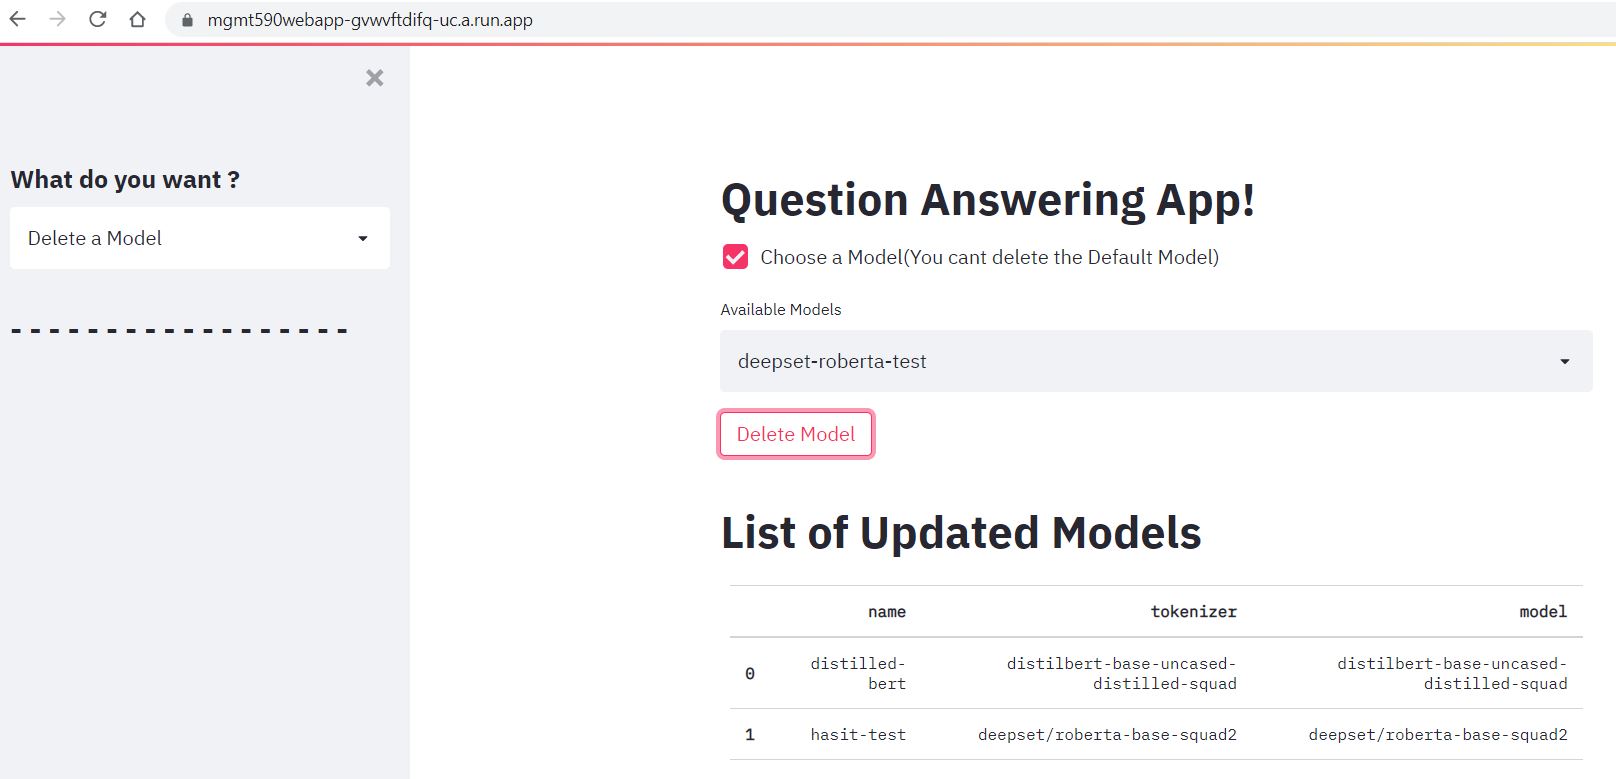 mgmt590webapp-gvwvftdifq-uc.a.run.app
What do you want ?
Delete a Model
- - - - - - - - - - - - - - - - - -
Question Answering App!
Choose a Model(You cant delete the Default Model)
Available Models
deepset-roberta-test
Delete Model
List of Updated Models
name tokenizer model
distilled- distilbert-base-uncased- distilbert-base-uncased-
0
bert distilled-squad distilled-squad
1 hasit-test deepset/roberta-base-squad2 deepset/roberta-base-squad2